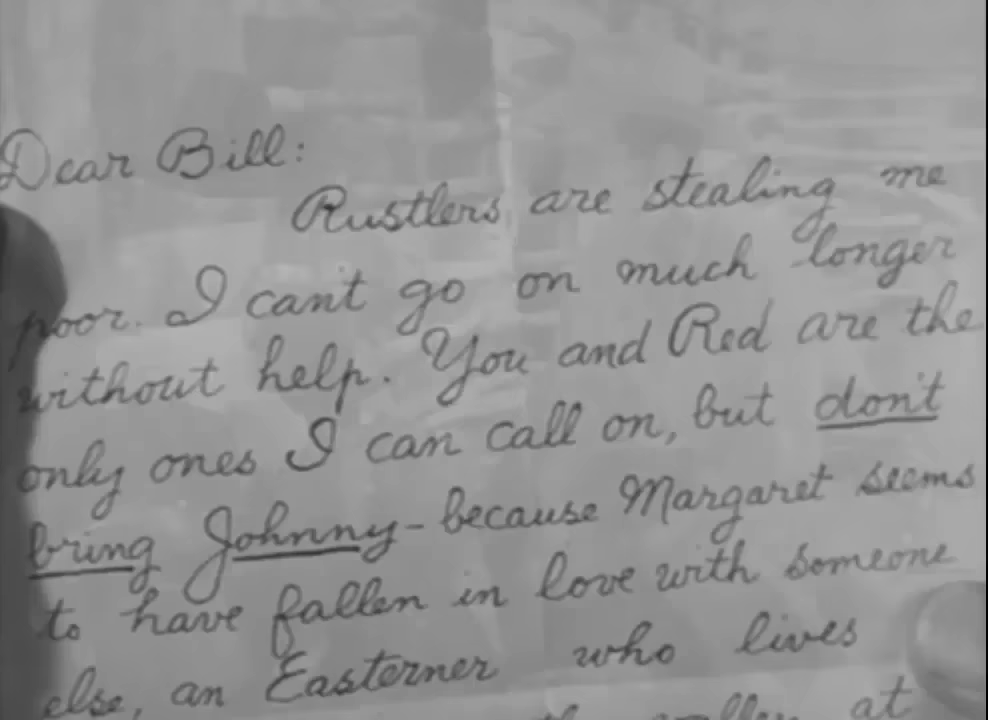 Dear Bill:
Rustlers are stealing me
poor. I can't go on much longer
without help. You and Red are the
only ones I can call on, but don't
bring Johnny - because Margaret seems
to have fallen in love with someone
else, an Easterner who lives
at